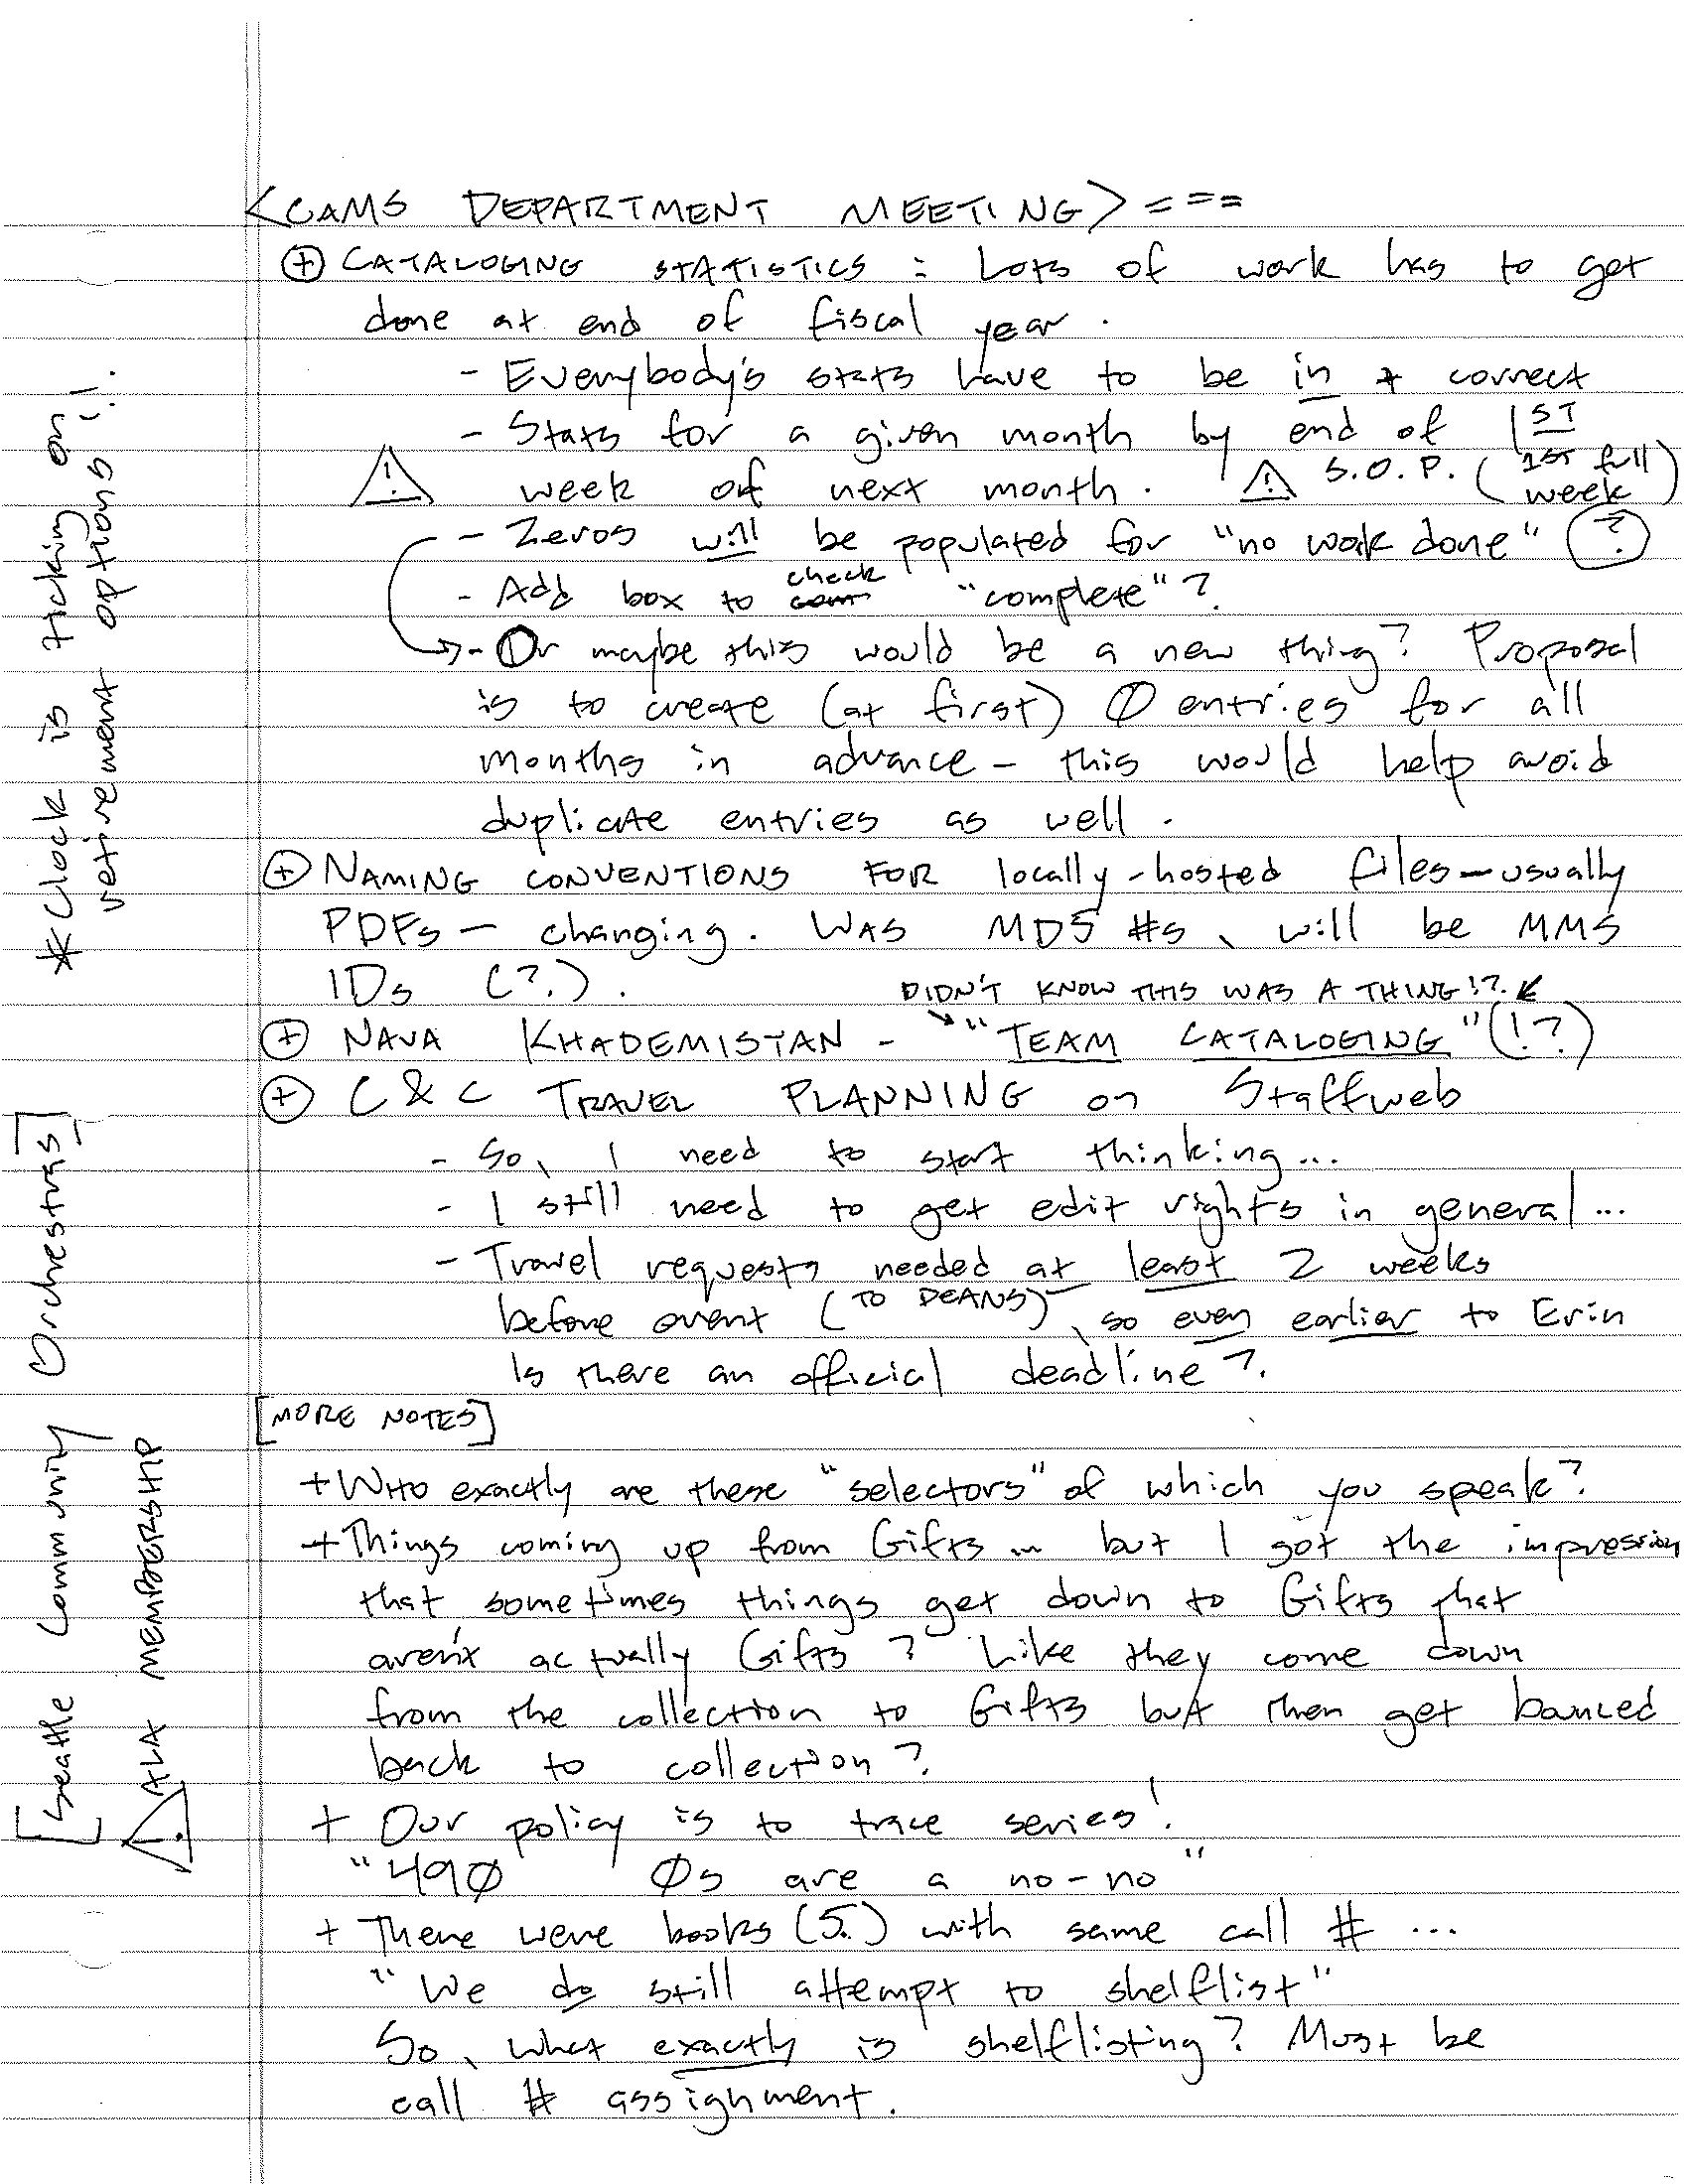 <CAMS DEPARTMENT MEETING> ===
⊕ CATALOGING STATISTICS : Lots of work has to get
done at end of fiscal year.
- Everybody's stats have to be in + correct
- Stats for a given month by end of 1ST
week of next month. ⚠ S.O.P. (1ST full week)
⚠
- Zeros will be populated for "no work done" (?)
- Add box to check "complete"?
→ - Or maybe this would be a new thing? Proposal
is to create (at first) Ø entries for all
months in advance - this would help avoid
duplicate entries as well.
⊕ NAMING CONVENTIONS FOR locally-hosted files - usually
PDFs - changing. WAS MD5 #s, will be MMS
IDs (?).
DIDN'T KNOW THIS WAS A THING!?
⊕ NAVA KHADEMISTAN - "TEAM CATALOGING" (!?)
⊕ C & C TRAVEL PLANNING on Staffweb
- So, I need to start thinking...
- I still need to get edit rights in general...
- Travel requests needed at least 2 weeks
before event (TO DEANS), so even earlier to Erin
Is there an official deadline?
[MORE NOTES]
+ WHO exactly are these "selectors" of which you speak?
+ Things coming up from Gifts... but I got the impression
that sometimes things get down to Gifts that
aren't actually Gifts? Like they come down
from the collection to Gifts but then get bounced
back to collection?
+ Our policy is to trace series!
"49Ø Øs are a no-no"
+ There were books (5?) with same call # ...
"We do still attempt to shelflist"
So, what exactly is shelflisting? Must be
call # assignment.
* Clock is ticking on
retirement options!!
[Seattle Community Orchestras]
⚠ ALA MEMBERSHIP